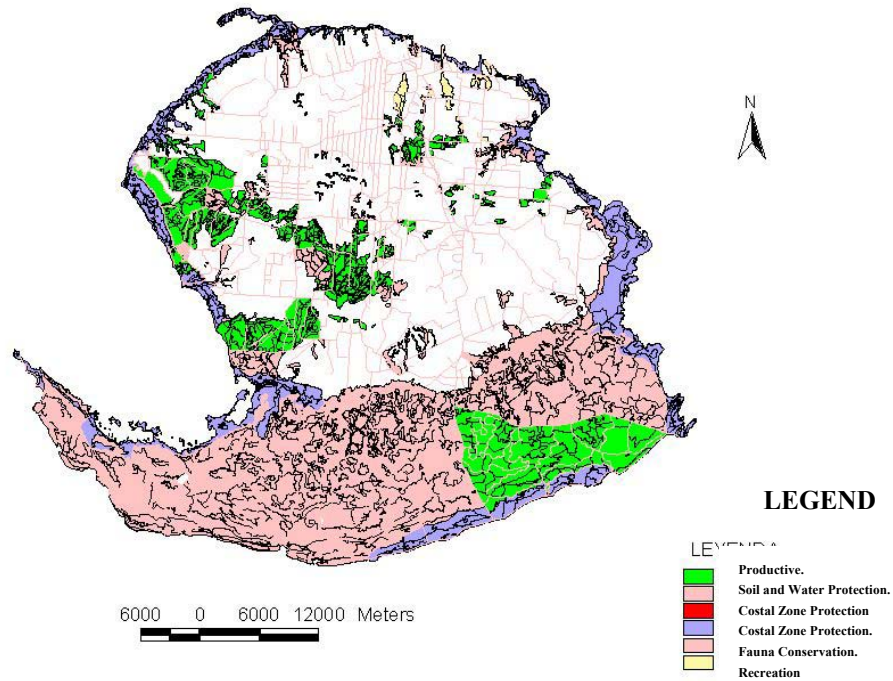 N
LEGEND
LEYENDA
Productive.
Soil and Water Protection.
Costal Zone Protection
Costal Zone Protection.
Fauna Conservation.
Recreation
6000 0 6000 12000 Meters